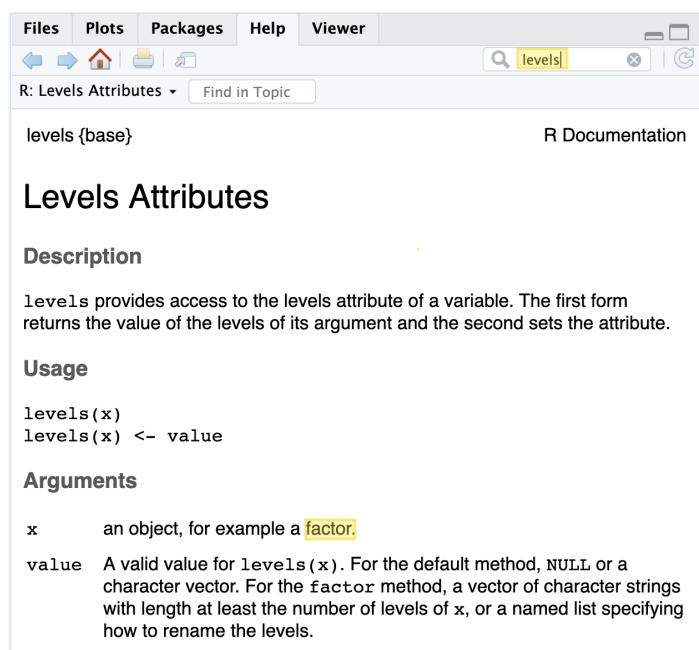 Files Plots Packages Help Viewer
levels
R: Levels Attributes Find in Topic
levels {base} R Documentation
Levels Attributes
Description
levels provides access to the levels attribute of a variable. The first form
returns the value of the levels of its argument and the second sets the attribute.
Usage
levels(x)
levels(x) <- value
Arguments
x an object, for example a factor.
value A valid value for levels(x). For the default method, NULL or a
character vector. For the factor method, a vector of character strings
with length at least the number of levels of x, or a named list specifying
how to rename the levels.